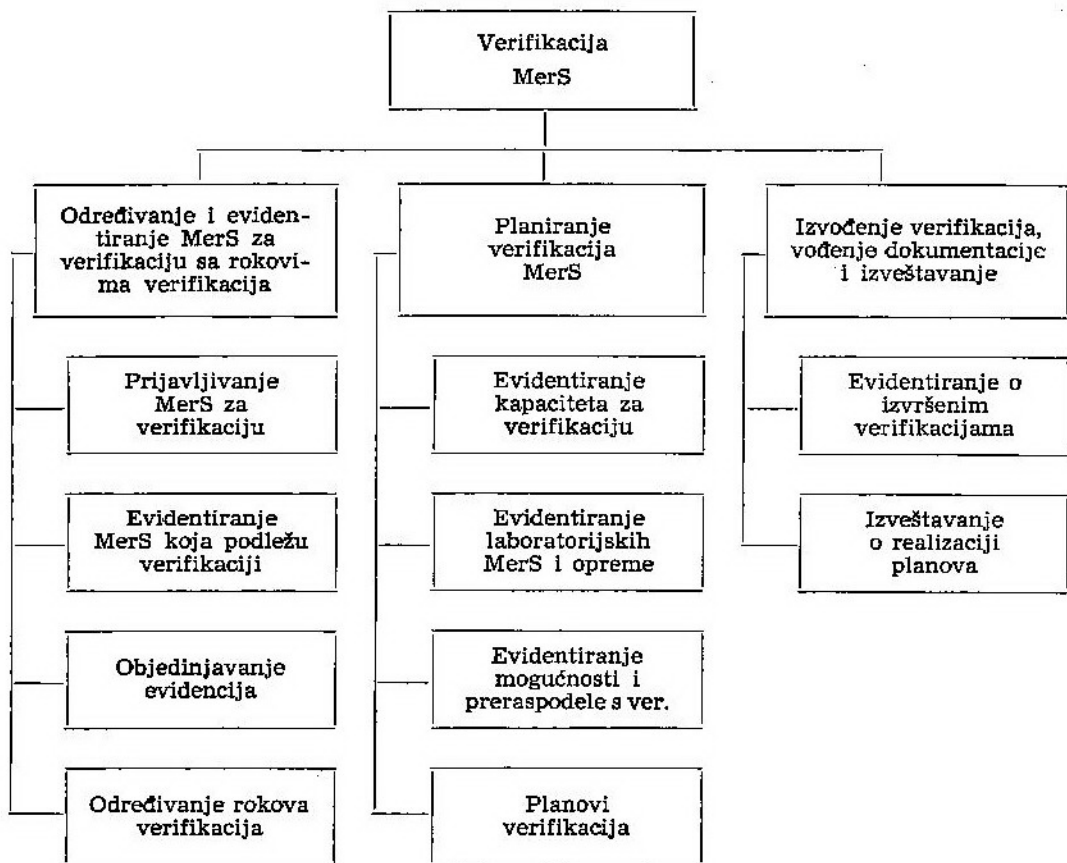 Verifikacija
MerS
Određivanje i eviden-
tiranje MerS za
verifikaciju sa rokovi-
ma verifikacija
Prijavljivanje
MerS za
verifikaciju
Evidentiranje
MerS koja podležu
verifikaciji
Objedinjavanje
evidencija
Određivanje rokova
verifikacija
Planiranje
verifikacija
MerS
Evidentiranje
kapaciteta za
verifikaciju
Evidentiranje
laboratorijskih
MerS i opreme
Evidentiranje
mogućnosti i
preraspodele s ver.
Planovi
verifikacija
Izvođenje verifikacija,
vođenje dokumentacije
i izveštavanje
Evidentiranje o
izvršenim
verifikacijama
Izveštavanje
o realizaciji
planova